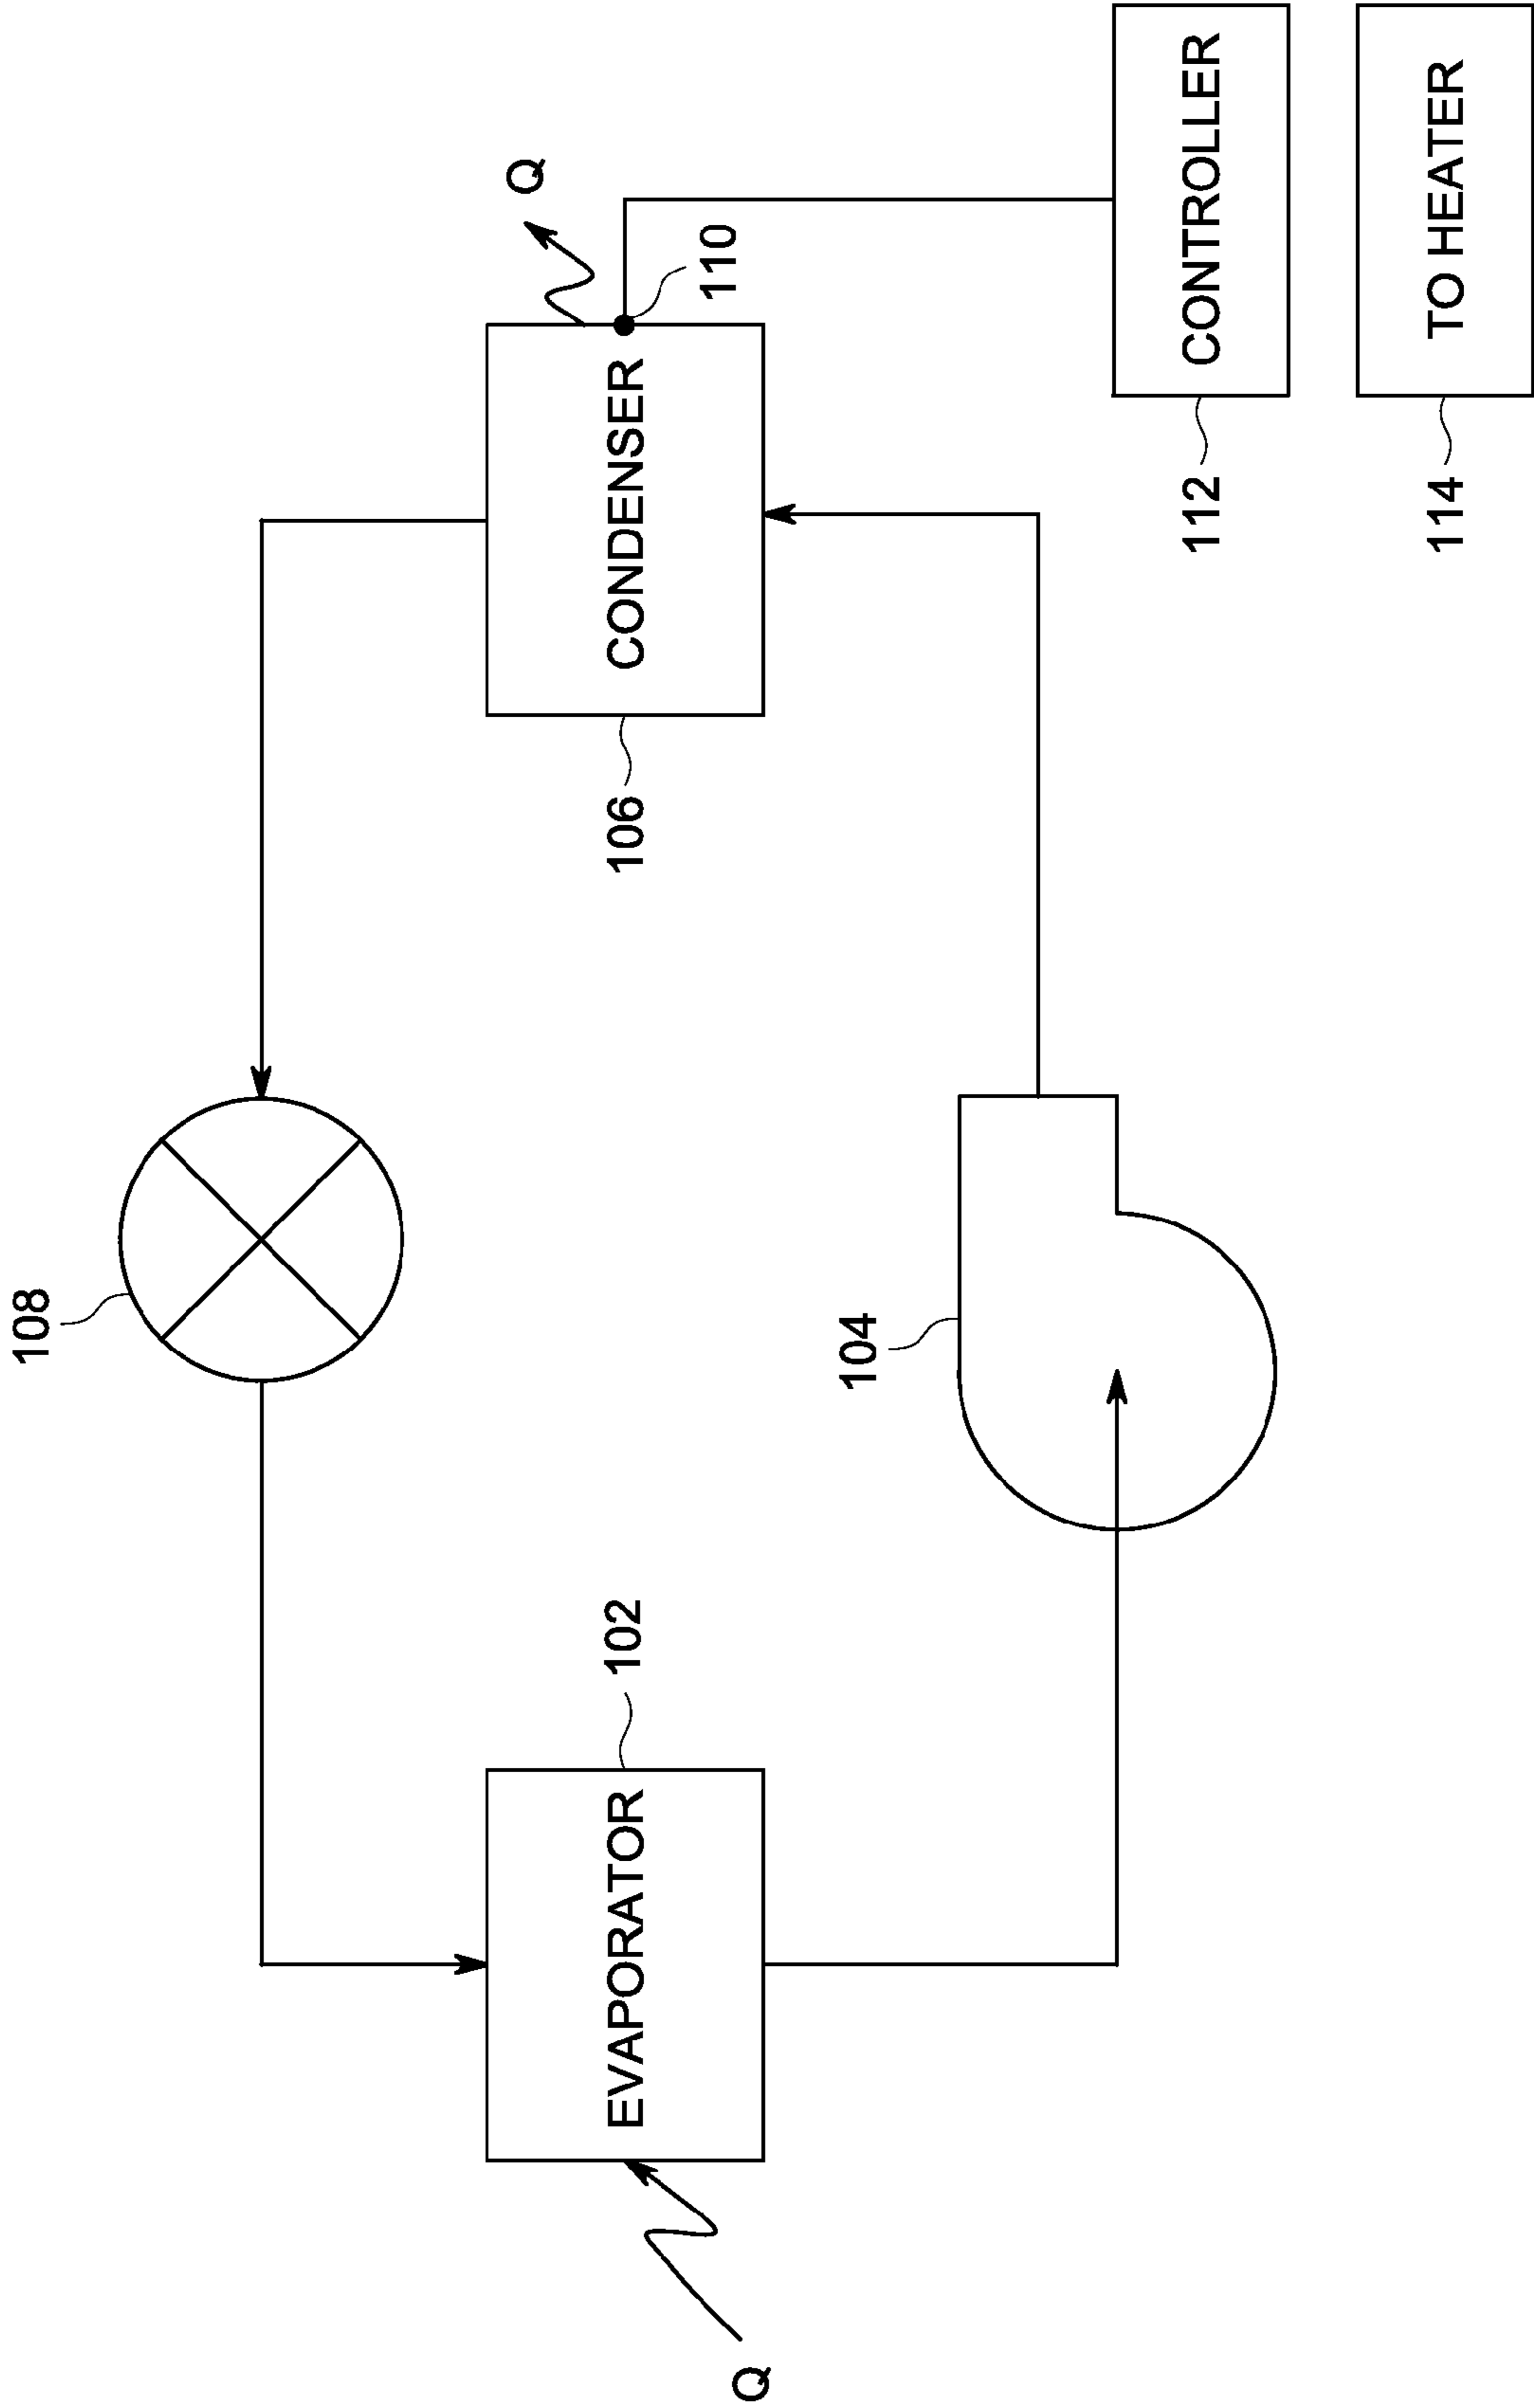 108
Q
EVAPORATOR
102
104
106
CONDENSER
Q
110
112
CONTROLLER
114
TO HEATER